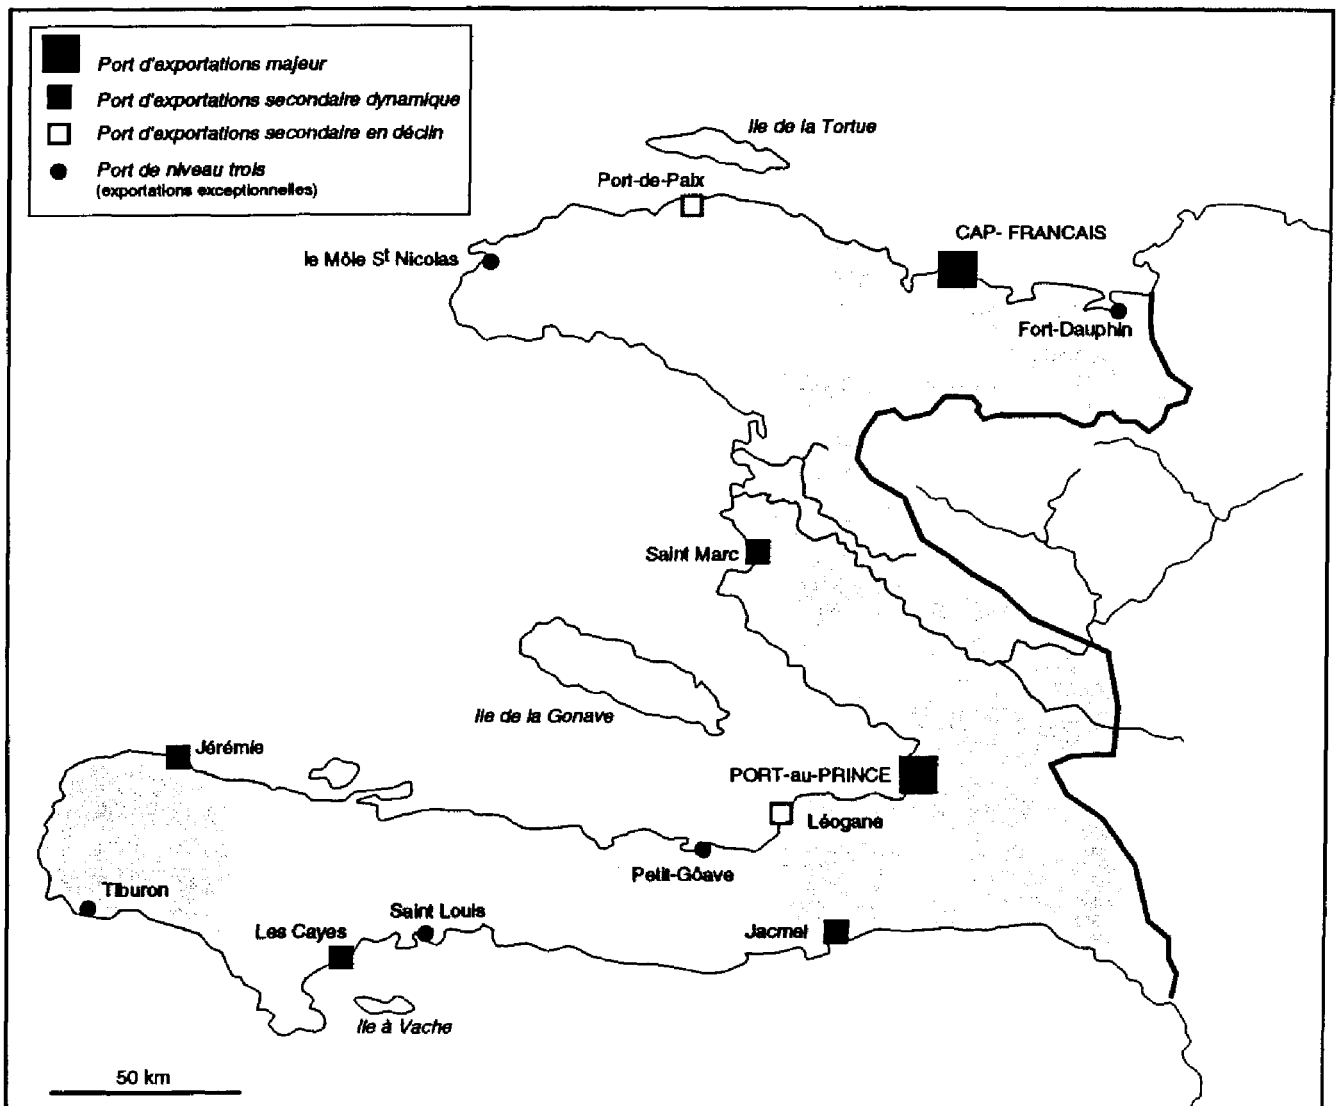 Port d'exportations majeur
Port d'exportations secondaire dynamique
Port d'exportations secondaire en déclin
Port de niveau trois
(exportations exceptionnelles)
Ile de la Tortue
Port-de-Paix
CAP- FRANCAIS
le Môle St Nicolas
Fort-Dauphin
Saint Marc
Ile de la Gonave
Jérémie
PORT-au-PRINCE
Léogane
Petit-Gôave
Tiburon
Saint Louis
Les Cayes
Jacmel
Ile à Vache
50 km